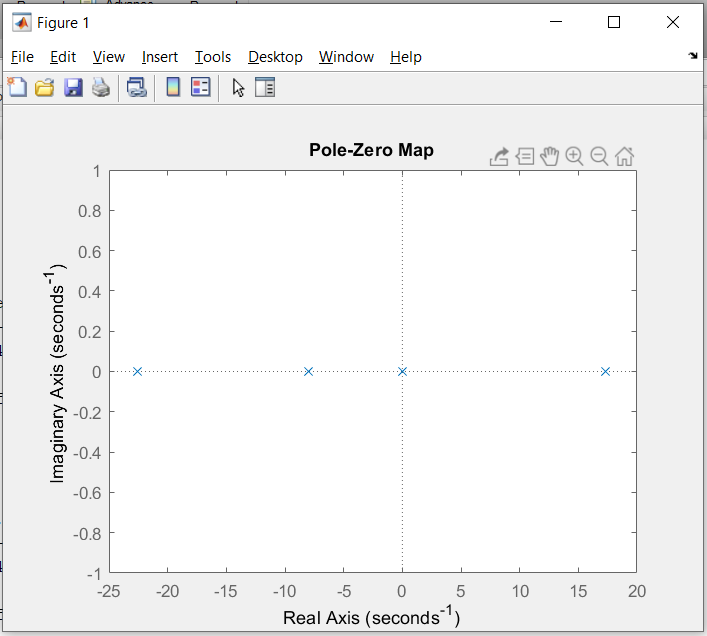 Figure 1
File Edit View Insert Tools Desktop Window Help
Pole-Zero Map
1
0.8
0.6
0.4
0.2
0
-0.2
-0.4
-0.6
-0.8
-1
Imaginary Axis (seconds⁻¹)
-25 -20 -15 -10 -5 0 5 10 15 20
Real Axis (seconds⁻¹)